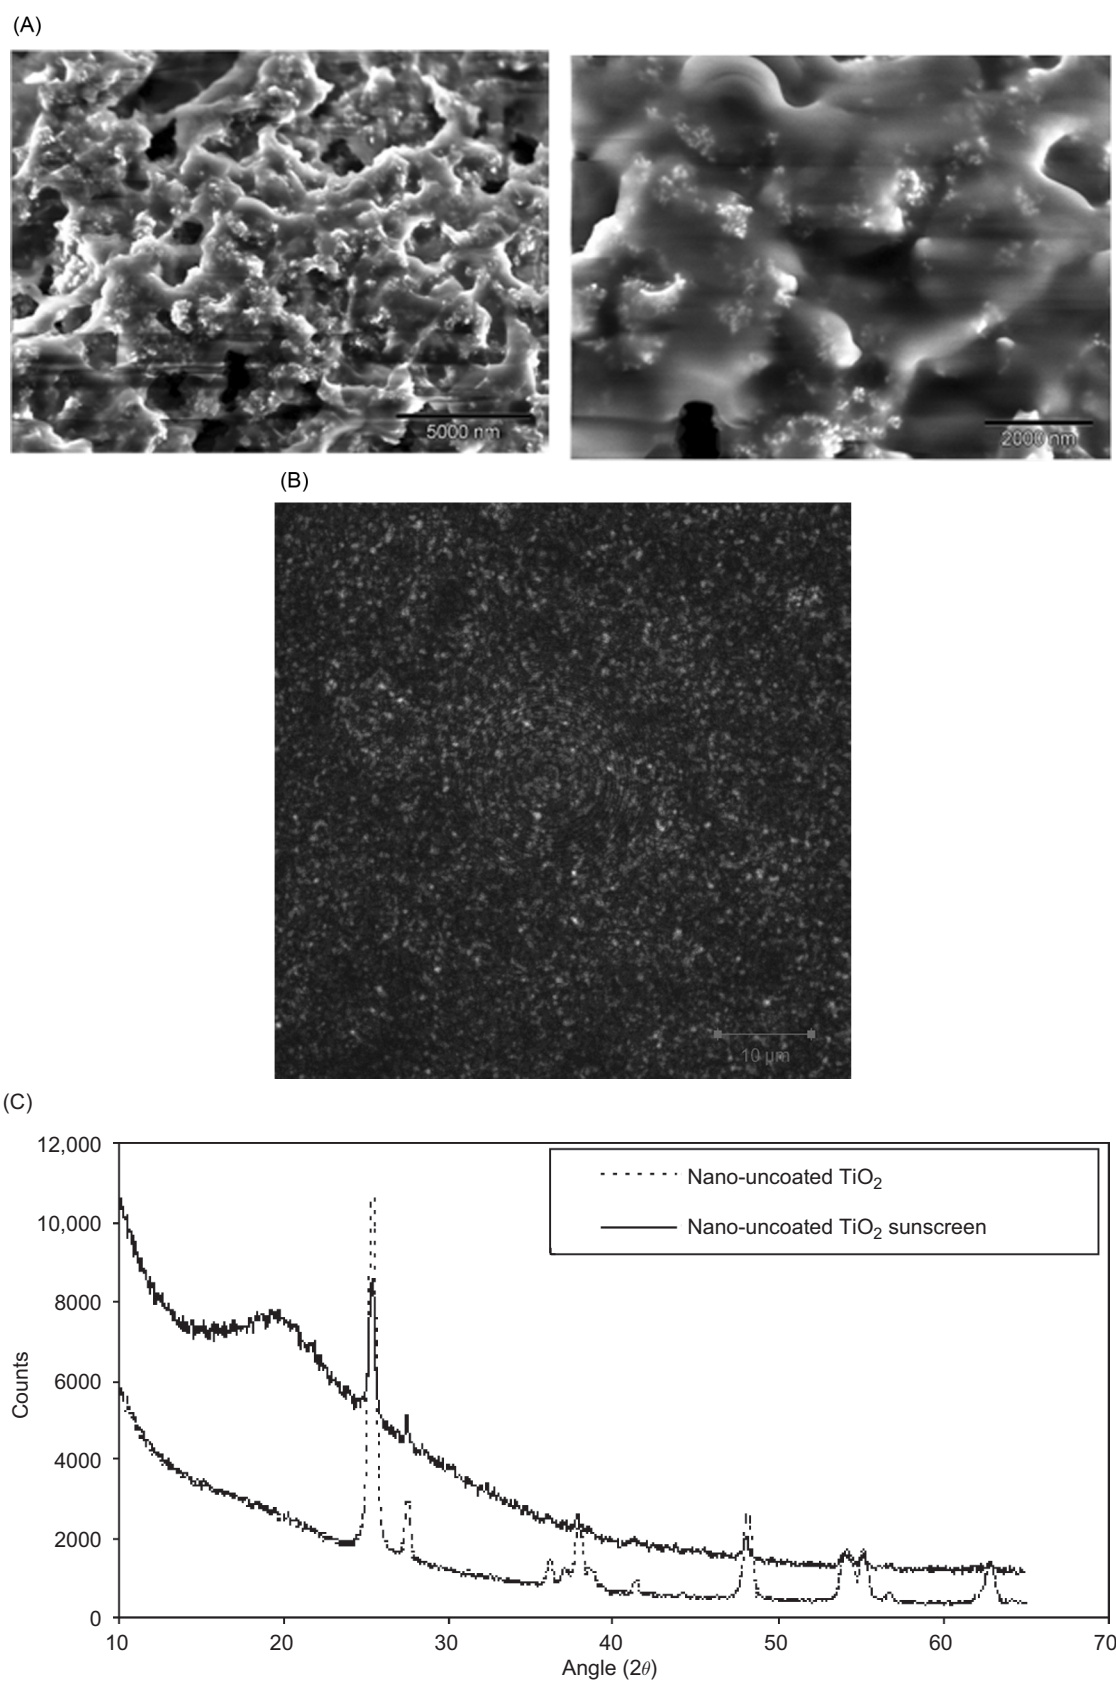 (A)
5000 nm
2000 nm
(B)
10 µm
(C)
12,000
10,000
8000
6000
4000
2000
0
Counts
Nano-uncoated TiO2
Nano-uncoated TiO2 sunscreen
10 20 30 40 50 60 70
Angle (2θ)